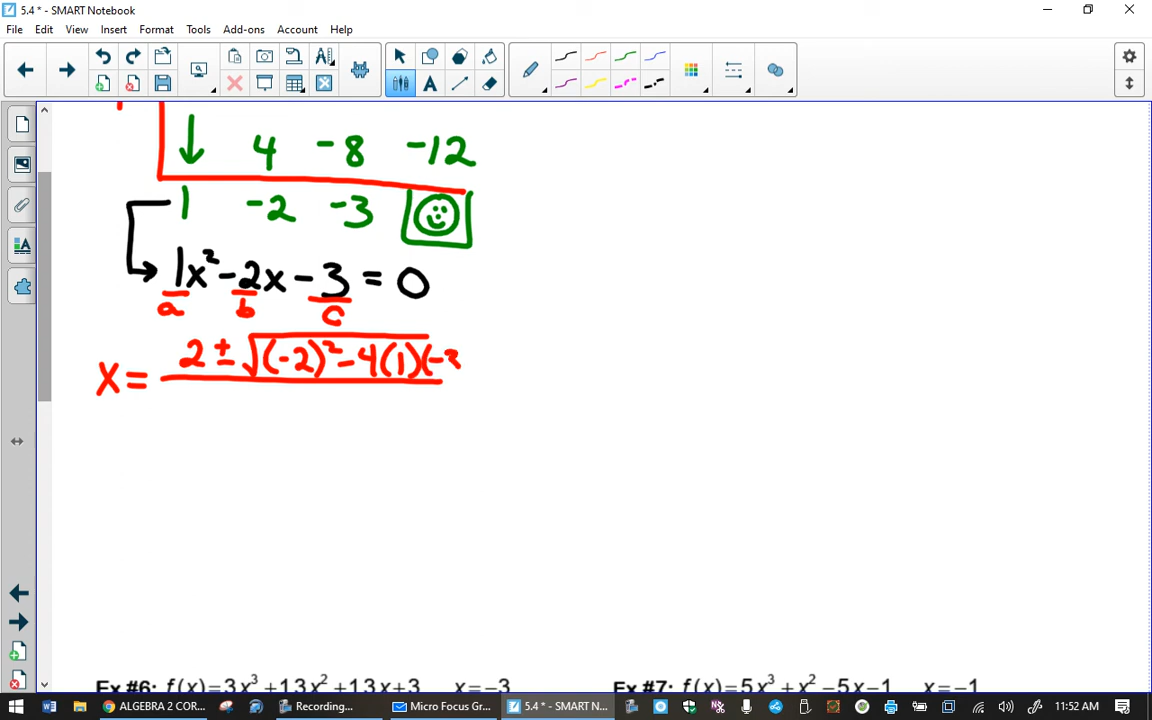 5.4 * - SMART Notebook
File Edit View Insert Format Tools Add-ons Account Help
↓ 4 -8 -12
1 -2 -3
1x² - 2x - 3 = 0
a b c
x = 2 ± √(-2)² - 4(1)(-3
Ex #6: f(x)=3x³+13x²+13x+3 x=-3 Ex #7: f(x)=5x³+x²-5x-1 x=-1
ALGEBRA 2 COR... Recording... Micro Focus Gr... 5.4 * - SMART N... 11:52 AM